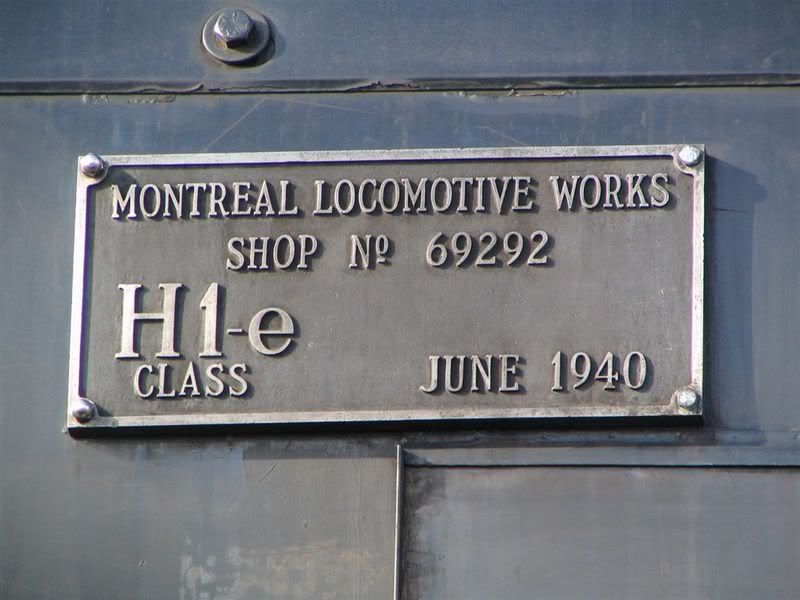 MONTREAL LOCOMOTIVE WORKS
SHOP Nº 69292
H1-e
CLASS JUNE 1940